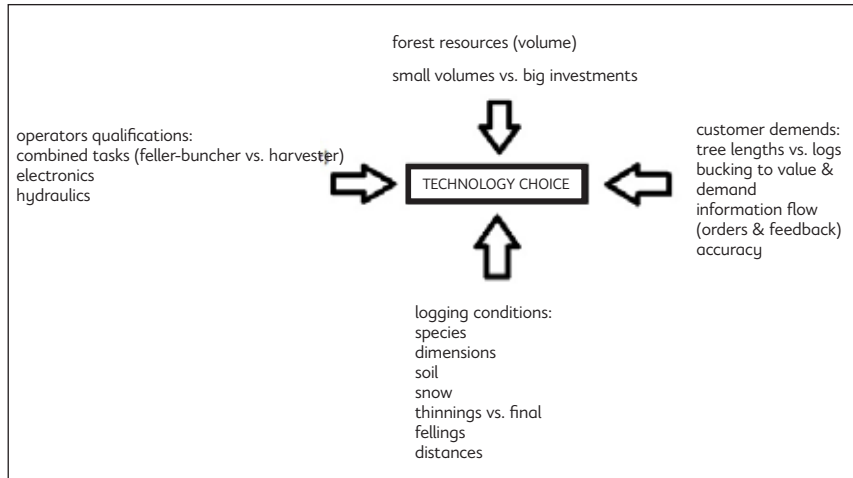 forest resources (volume)
small volumes vs. big investments
operators qualifications:
combined tasks (feller-buncher vs. harvester)
electronics
hydraulics
TECHNOLOGY CHOICE
customer demends:
tree lengths vs. logs
bucking to value &
demand
information flow
(orders & feedback)
accuracy
logging conditions:
species
dimensions
soil
snow
thinnings vs. final
fellings
distances